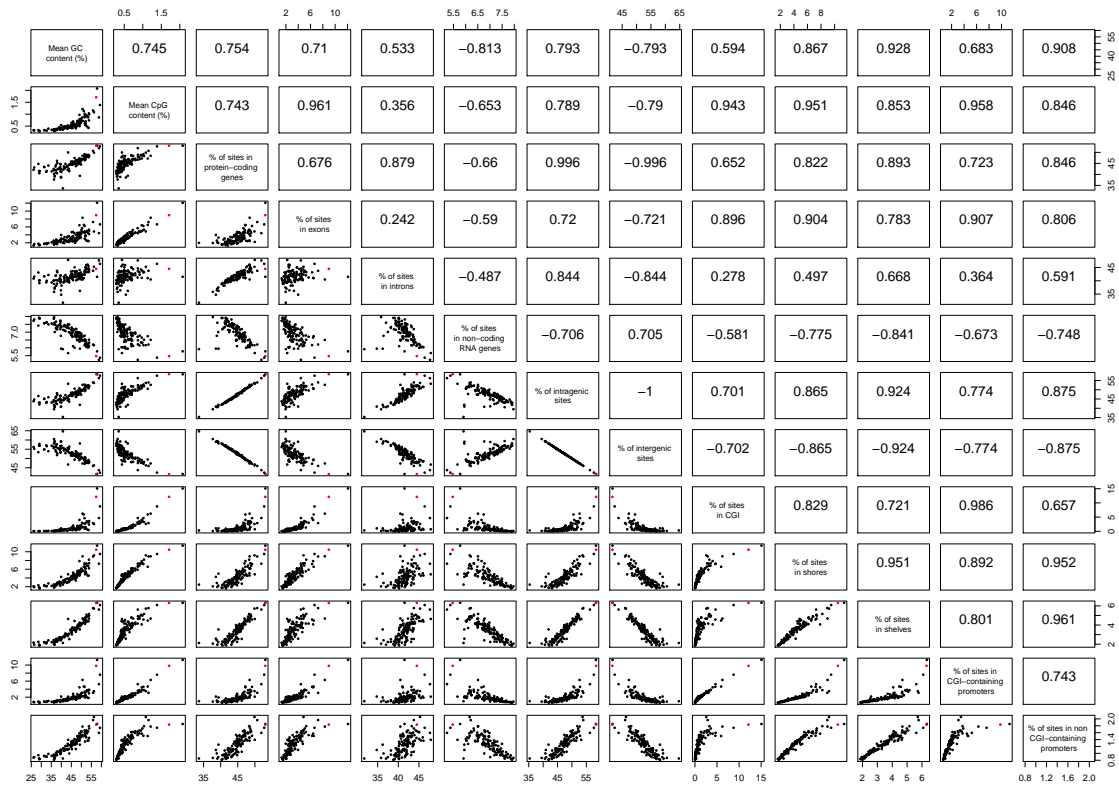 0.5 1.5
2 6 10
5.5 6.5 7.5
45 55 65
2 4 6 8
2 6 10
Mean GC
content (%)
0.745 0.754 0.71 0.533 −0.813 0.793 −0.793 0.594 0.867 0.928 0.683 0.908
25 35 45 55
0.5 1.5
Mean CpG
content (%)
0.743 0.961 0.356 −0.653 0.789 −0.79 0.943 0.951 0.853 0.958 0.846
% of sites in
protein−coding
genes
0.676 0.879 −0.66 0.996 −0.996 0.652 0.822 0.893 0.723 0.846
35 45
2 6 10
% of sites
in exons
0.242 −0.59 0.72 −0.721 0.896 0.904 0.783 0.907 0.806
% of sites
in introns
−0.487 0.844 −0.844 0.278 0.497 0.668 0.364 0.591
35 45
5.5 7.0
% of sites
in non−coding
RNA genes
−0.706 0.705 −0.581 −0.775 −0.841 −0.673 −0.748
% of intragenic
sites
−1 0.701 0.865 0.924 0.774 0.875
35 45 55
45 55 65
% of intergenic
sites
−0.702 −0.865 −0.924 −0.774 −0.875
% of sites
in CGI
0.829 0.721 0.986 0.657
0 5 15
2 6 10
% of sites
in shores
0.951 0.892 0.952
% of sites
in shelves
0.801 0.961
2 4 6
2 6 10
% of sites in
CGI−containing
promoters
0.743
% of sites in non
CGI−containing
promoters
0.8 1.4 2.0
25 35 45 55
35 45
35 40 45
35 45 55
0 5 10 15
2 3 4 5 6
0.8 1.2 1.6 2.0